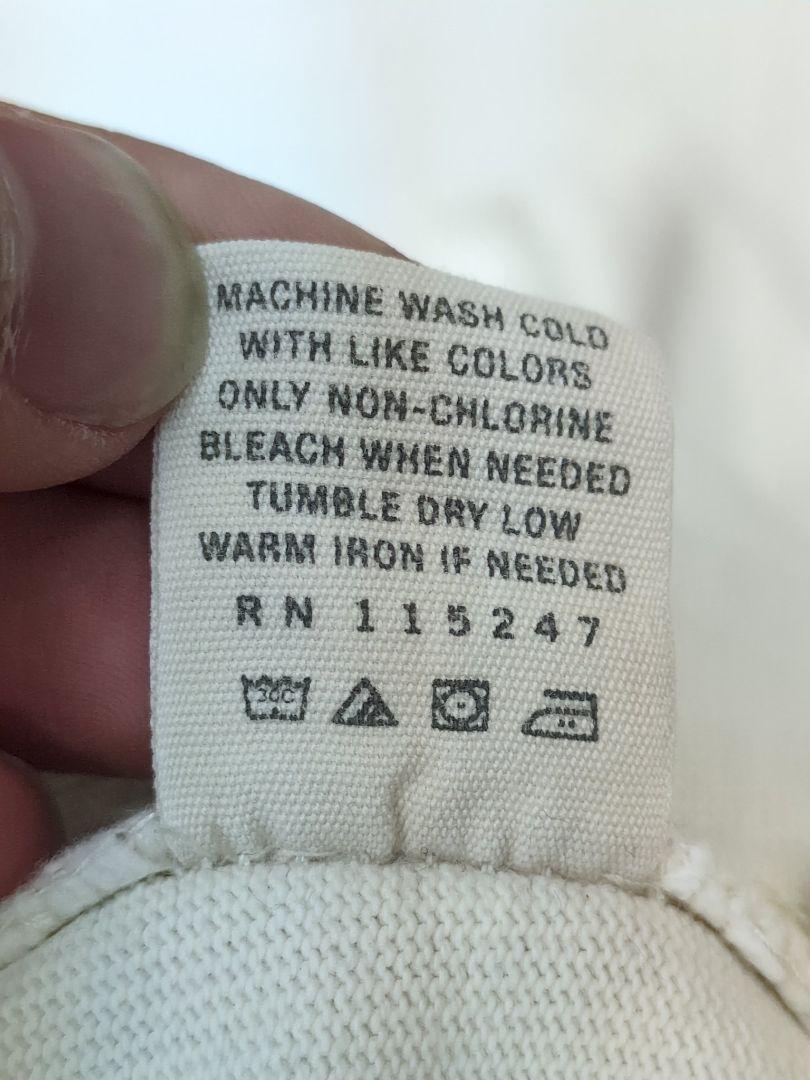 MACHINE WASH COLD
WITH LIKE COLORS
ONLY NON-CHLORINE
BLEACH WHEN NEEDED
TUMBLE DRY LOW
WARM IRON IF NEEDED
RN 115247
30C